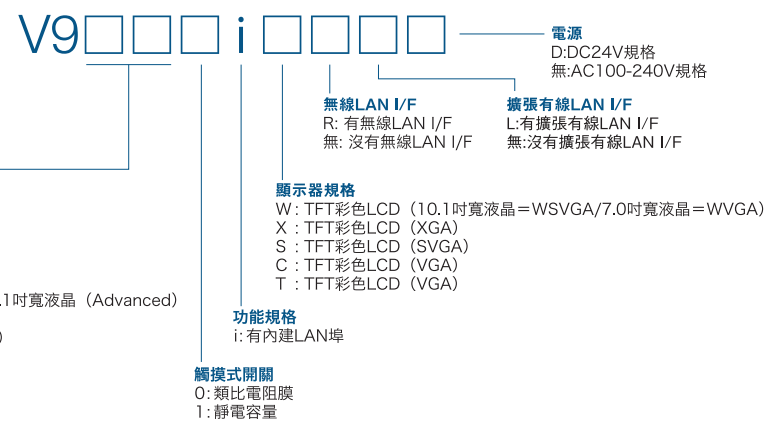 V9□□□i□□□□
電源
D:DC24V規格
無:AC100-240V規格
無線LAN I/F
R: 有無線LAN I/F
無: 沒有無線LAN I/F
擴張有線LAN I/F
L:有擴張有線LAN I/F
無:沒有擴張有線LAN I/F
顯示器規格
W : TFT彩色LCD（10.1吋寬液晶＝WSVGA/7.0吋寬液晶＝WVGA）
X : TFT彩色LCD（XGA）
S : TFT彩色LCD（SVGA）
C : TFT彩色LCD（VGA）
T : TFT彩色LCD（VGA）
.1吋寬液晶（Advanced）
）
功能規格
i:有內建LAN埠
觸摸式開關
0:類比電阻膜
1:靜電容量